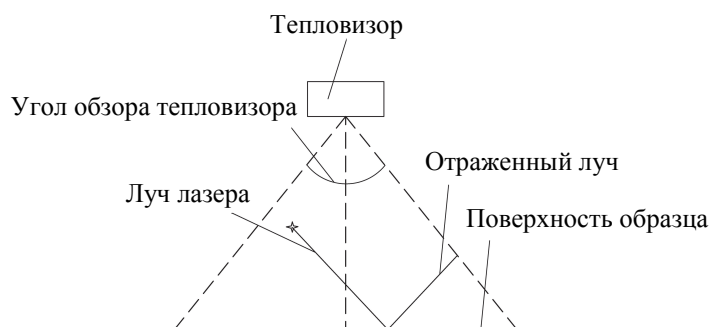 Тепловизор
Угол обзора тепловизора
Отраженный луч
Луч лазера
Поверхность образца